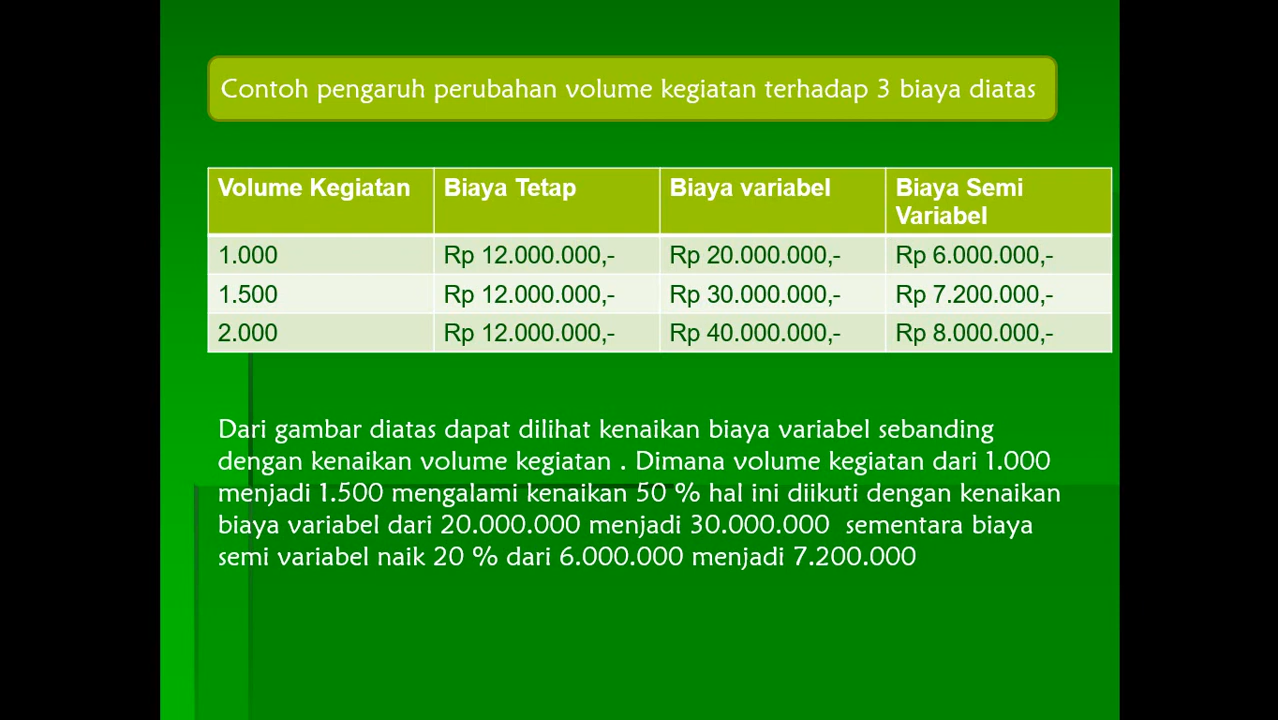 Contoh pengaruh perubahan volume kegiatan terhadap 3 biaya diatas
Volume Kegiatan Biaya Tetap Biaya variabel Biaya Semi
Variabel
1.000 Rp 12.000.000,- Rp 20.000.000,- Rp 6.000.000,-
1.500 Rp 12.000.000,- Rp 30.000.000,- Rp 7.200.000,-
2.000 Rp 12.000.000,- Rp 40.000.000,- Rp 8.000.000,-
Dari gambar diatas dapat dilihat kenaikan biaya variabel sebanding
dengan kenaikan volume kegiatan . Dimana volume kegiatan dari 1.000
menjadi 1.500 mengalami kenaikan 50 % hal ini diikuti dengan kenaikan
biaya variabel dari 20.000.000 menjadi 30.000.000  sementara biaya
semi variabel naik 20 % dari 6.000.000 menjadi 7.200.000